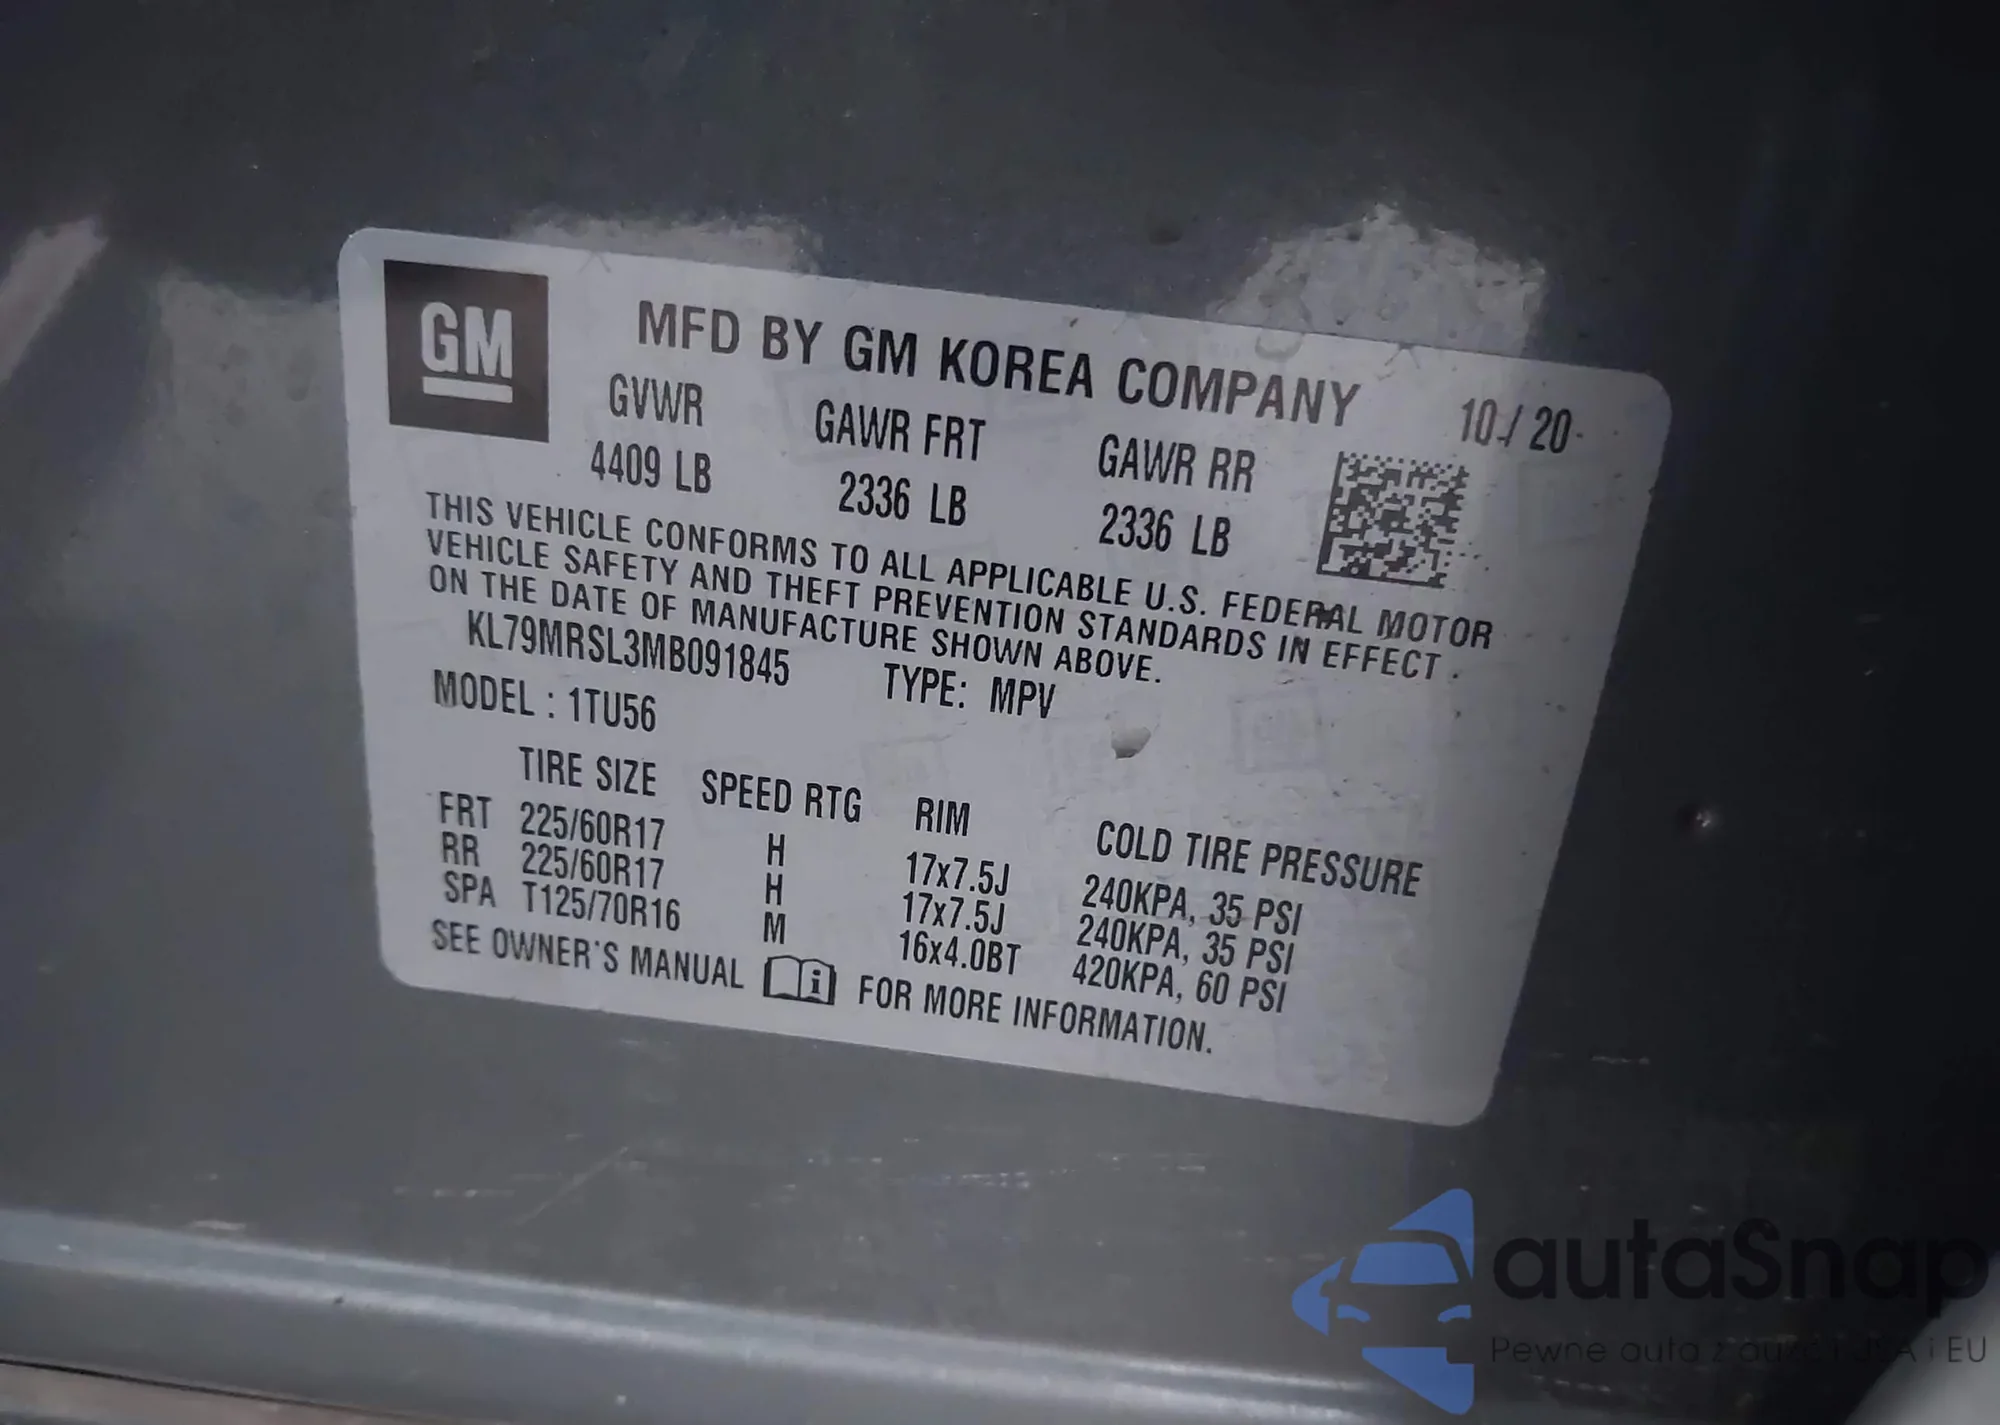 GM
MFD BY GM KOREA COMPANY
10 / 20
GVWR GAWR FRT GAWR RR
4409 LB 2336 LB 2336 LB
THIS VEHICLE CONFORMS TO ALL APPLICABLE U.S. FEDERAL MOTOR
VEHICLE SAFETY AND THEFT PREVENTION STANDARDS IN EFFECT
ON THE DATE OF MANUFACTURE SHOWN ABOVE.
KL79MRSL3MB091845 TYPE: MPV
MODEL : 1TU56
TIRE SIZE SPEED RTG RIM COLD TIRE PRESSURE
FRT 225/60R17 H 17x7.5J 240KPA, 35 PSI
RR 225/60R17 H 17x7.5J 240KPA, 35 PSI
SPA T125/70R16 M 16x4.0BT 420KPA, 60 PSI
SEE OWNER'S MANUAL FOR MORE INFORMATION.
autaSnap
Pewne auta z i EU